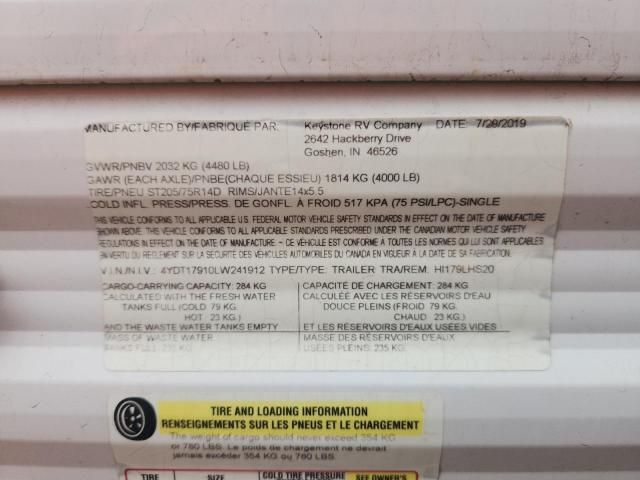 MANUFACTURED BY/FABRIQUÉ PAR: Keystone RV Company DATE: 7/28/2019
2642 Hackberry Drive
Goshen, IN 46526
GVWR/PNBV 2032 KG (4480 LB)
GAWR (EACH AXLE)/PNBE(CHAQUE ESSIEU) 1814 KG (4000 LB)
TIRE/PNEU ST205/75R14D RIMS/JANTE14x5.5
COLD INFL. PRESS/PRESS. DE GONFL. À FROID 517 KPA (75 PSI/LPC)-SINGLE
THIS VEHICLE CONFORMS TO ALL APPLICABLE U.S. FEDERAL MOTOR VEHICLE SAFETY STANDARDS IN EFFECT ON THE DATE OF MANUFACTURE
SHOWN ABOVE. THIS VEHICLE CONFORMS TO ALL APPLICABLE STANDARDS PRESCRIBED UNDER THE CANADIAN MOTOR VEHICLE SAFETY
REGULATIONS IN EFFECT ON THE DATE OF MANUFACTURE. ~ CE VÉHICULE EST CONFORME À TOUTES LES NORMES QUI LUI SONT
EN VERTU DU REGLEMENT SUR LA SECURITE DES VÉHICULES AUTOMOBILES DU CANADA EN VIGUEUR A LA DATE DE SA FABRICATION.
V.I.N./N.I.V.: 4YDT17910LW241912 TYPE/TYPE: TRAILER TRA/REM. HI179LHS20
CARGO-CARRYING CAPACITY: 284 KG
CALCULATED WITH THE FRESH WATER
TANKS FULL (COLD 79 KG.
HOT 23 KG.)
AND THE WASTE WATER TANKS EMPTY
MASS OF WASTE WATER
TANKS FULL: 235 KG.
CAPACITÉ DE CHARGEMENT: 284 KG
CALCULÉE AVEC LES RÉSERVOIRS D'EAU
DOUCE PLEINS (FROID 79 KG.
CHAUD 23 KG.)
ET LES RÉSERVOIRS D'EAUX USÉES VIDES
MASSE DES RÉSERVOIRS D'EAUX
USÉES PLEINS: 235 KG.
TIRE AND LOADING INFORMATION
RENSEIGNEMENTS SUR LES PNEUS ET LE CHARGEMENT
The weight of cargo should never exceed 354 KG
or 780 LBS. Le poids de chargement ne devrait
jamais excéder 354 KG ou 780 LBS.
TIRE SIZE COLD TIRE PRESSURE SEE OWNER'S